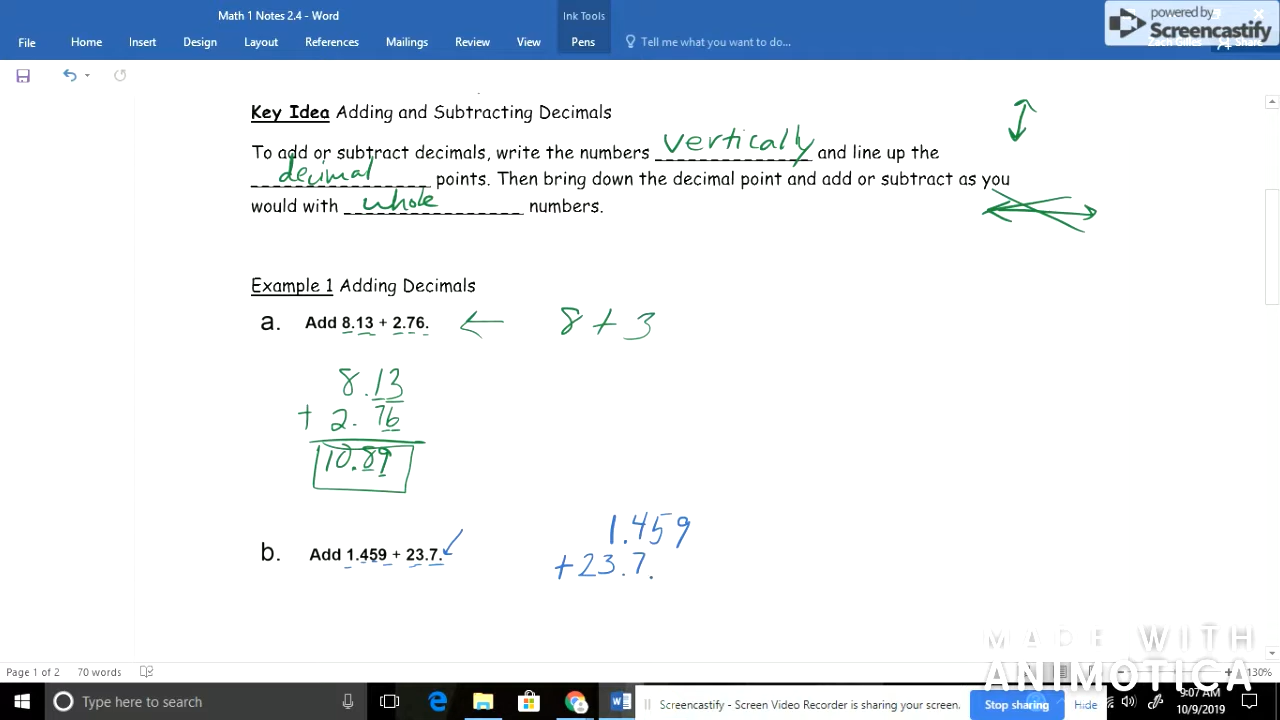 Math 1 Notes 2.4 - Word
Ink Tools
powered by
Screencastify
File Home Insert Design Layout References Mailings Review View Pens Tell me what you want to do...
Share
Key Idea Adding and Subtracting Decimals
To add or subtract decimals, write the numbers vertically and line up the
decimal points. Then bring down the decimal point and add or subtract as you
would with whole numbers.
Example 1 Adding Decimals
a. Add 8.13 + 2.76. 8 + 3
8.13
+ 2.76
10.89
b. Add 1.459 + 23.7.
1.459
+23.7.
MADE WITH
ANIMOTICA
Page 1 of 2 70 words 130%
Type here to search
Screencastify - Screen Video Recorder is sharing your screen.
Stop sharing
Hide
9:07 AM
10/9/2019